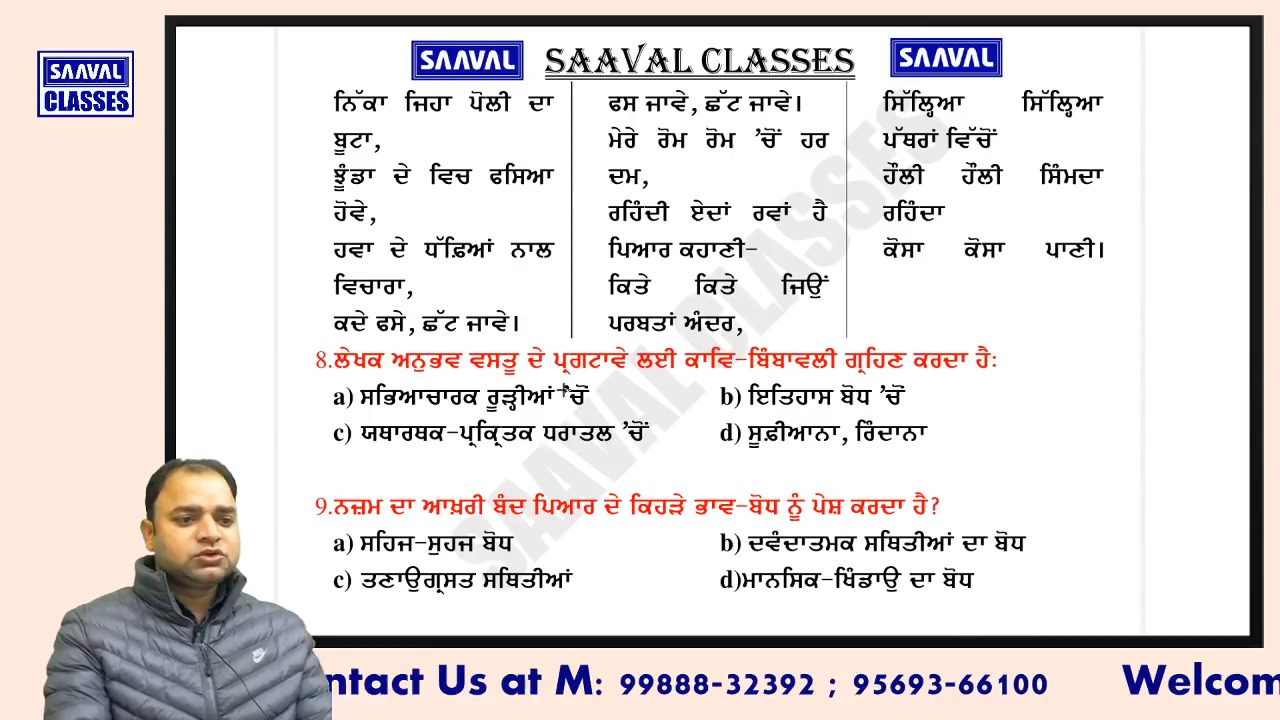 SAAVAL
CLASSES
SAAVAL
SAAVAL CLASSES
SAAVAL
ਨਿੱਕਾ ਜਿਹਾ ਪੋਲੀ ਦਾ
ਬੂਟਾ,
ਝੂੰਡਾ ਦੇ ਵਿਚ ਫਸਿਆ
ਹੋਵੇ,
ਹਵਾ ਦੇ ਧੱਫ਼ਿਆਂ ਨਾਲ
ਵਿਚਾਰਾ,
ਕਦੇ ਫਸੇ, ਛੱਟ ਜਾਵੇ।
ਫਸ ਜਾਵੇ, ਛੱਟ ਜਾਵੇ।
ਮੇਰੇ ਰੋਮ ਰੋਮ ’ਚੋਂ ਹਰ
ਦਮ,
ਰਹਿੰਦੀ ਏਦਾਂ ਰਵਾਂ ਹੈ
ਪਿਆਰ ਕਹਾਣੀ-
ਕਿਤੇ ਕਿਤੇ ਜਿਉਂ
ਪਰਬਤਾਂ ਅੰਦਰ,
ਸਿੱਲ੍ਹਿਆ ਸਿੱਲ੍ਹਿਆ
ਪੱਥਰਾਂ ਵਿੱਚੋਂ
ਹੌਲੀ ਹੌਲੀ ਸਿੰਮਦਾ
ਰਹਿੰਦਾ
ਕੋਸਾ ਕੋਸਾ ਪਾਣੀ।
8.ਲੇਖਕ ਅਨੁਭਵ ਵਸਤੂ ਦੇ ਪ੍ਰਗਟਾਵੇ ਲਈ ਕਾਵਿ-ਬਿੰਬਾਵਲੀ ਗ੍ਰਹਿਣ ਕਰਦਾ ਹੈ:
a) ਸਭਿਆਚਾਰਕ ਰੂੜ੍ਹੀਆਂ ’ਚੋਂ
b) ਇਤਿਹਾਸ ਬੋਧ ’ਚੋਂ
c) ਯਥਾਰਥਕ-ਪ੍ਰਕ੍ਰਿਤਕ ਧਰਾਤਲ ’ਚੋਂ
d) ਸੂਫ਼ੀਆਨਾ, ਰਿੰਦਾਨਾ
9.ਨਜ਼ਮ ਦਾ ਆਖ਼ਰੀ ਬੰਦ ਪਿਆਰ ਦੇ ਕਿਹੜੇ ਭਾਵ-ਬੋਧ ਨੂੰ ਪੇਸ਼ ਕਰਦਾ ਹੈ?
a) ਸਹਿਜ-ਸੁਹਜ ਬੋਧ
b) ਦਵੰਦਾਤਮਕ ਸਥਿਤੀਆਂ ਦਾ ਬੋਧ
c) ਤਣਾਉਗ੍ਰਸਤ ਸਥਿਤੀਆਂ
d)ਮਾਨਸਿਕ-ਖਿੰਡਾਉ ਦਾ ਬੋਧ
SAAVAL CLASSES
ntact Us at M: 99888-32392 ; 95693-66100 Welcom